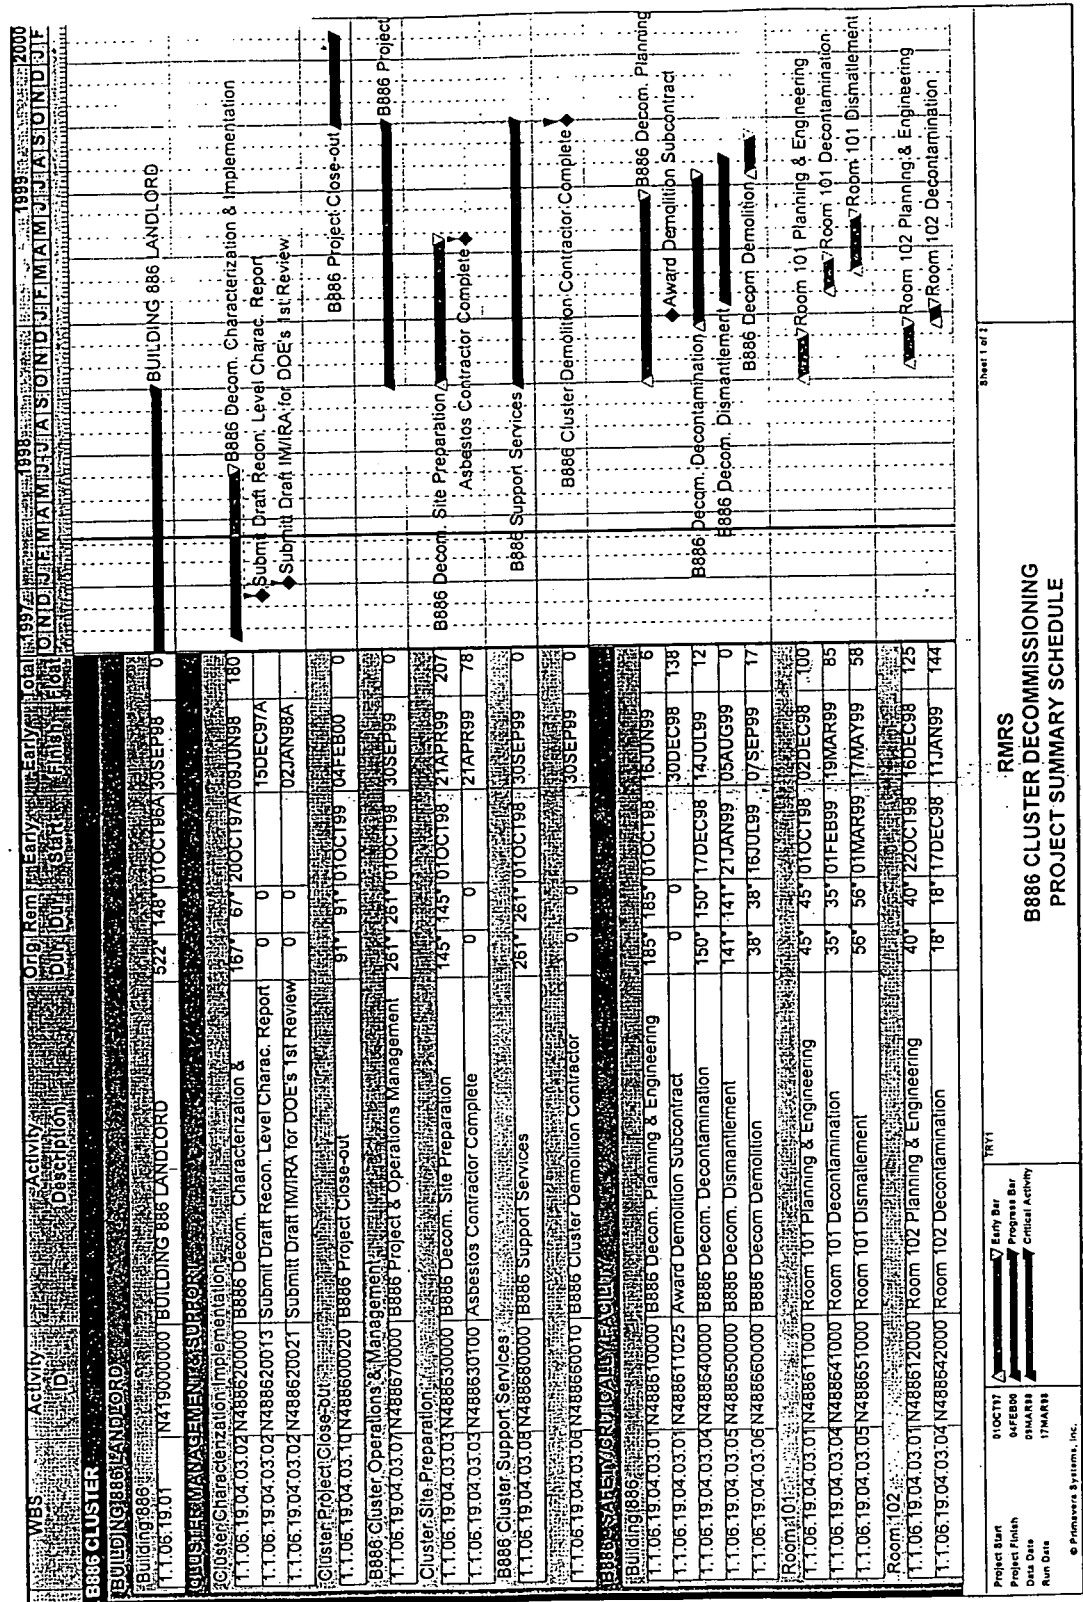 WBS Activity ID Activity Description Orig Dur Rem Dur Early Start Early Finish Total Float 1997 1998 1999 2000
O N D J F M A M J J A S O N D J F M A M J J A S O N D J F
B886 CLUSTER
BUILDING 886 LANDLORD
Building 886
1.1.06.19.01 N419000000 BUILDING 886 LANDLORD 522* 148* 01OCT96A 30SEP98 0 BUILDING 886 LANDLORD
CLUSTER MANAGEMENT & SUPPORT
Cluster Characterization Implementation
1.1.06.19.04.03.02 N488620000 B886 Decom. Characterization & 167* 67* 20OCT97A 09JUN98 180 B886 Decom. Characterization & Implementation
1.1.06.19.04.03.02 N488620013 Submit Draft Recon. Level Charac. Report 0 0 15DEC97A Submit Draft Recon. Level Charac. Report
1.1.06.19.04.03.02 N488620021 Submitt Draft IM/IRA for DOE's 1st Review 0 0 02JAN98A Submitt Draft IM/IRA for DOE's 1st Review
Cluster Project Close-out
1.1.06.19.04.03.10 N488600020 B886 Project Close-out 91* 91* 01OCT99 04FEB00 0 B886 Project Close-out
B886 Cluster Operations & Management
1.1.06.19.04.03.07 N488670000 B886 Project & Operations Management 261* 261* 01OCT98 30SEP99 0 B886 Project
Cluster Site Preparation
1.1.06.19.04.03.03 N488630000 B886 Decom. Site Preparation 145* 145* 01OCT98 21APR99 207 B886 Decom. Site Preparation
1.1.06.19.04.03.03 N488630100 Asbestos Contractor Complete 0 0 21APR99 78 Asbestos Contractor Complete
B886 Cluster Support Services
1.1.06.19.04.03.08 N488680000 B886 Support Services 261* 261* 01OCT98 30SEP99 0 B886 Support Services
1.1.06.19.04.03.06 N488600010 B886 Cluster Demolition Contractor 0 0 30SEP99 0 B886 Cluster Demolition Contractor Complete
B886 SAFETY/CRITICALLY FACILITY
Building 886
1.1.06.19.04.03.01 N488610000 B886 Decom. Planning & Engineering 185* 185* 01OCT98 16JUN99 6 B886 Decom. Planning
1.1.06.19.04.03.01 N488611025 Award Demolition Subcontract 0 0 30DEC98 138 Award Demolition Subcontract
1.1.06.19.04.03.04 N488640000 B886 Decom. Decontamination 150* 150* 17DEC98 14JUL99 12 B886 Decom. Decontamination
1.1.06.19.04.03.05 N488650000 B886 Decom. Dismantlement 141* 141* 21JAN99 05AUG99 0 B886 Decom. Dismantlement
1.1.06.19.04.03.06 N488660000 B886 Decom Demolition 38* 38* 16JUL99 07SEP99 17 B886 Decom Demolition
Room 101
1.1.06.19.04.03.01 N488611000 Room 101 Planning & Engineering 45* 45* 01OCT98 02DEC98 100 Room 101 Planning & Engineering
1.1.06.19.04.03.04 N488641000 Room 101 Decontamination 35* 35* 01FEB99 19MAR99 85 Room 101 Decontamination
1.1.06.19.04.03.05 N488651000 Room 101 Dismatlement 56* 56* 01MAR99 17MAY99 58 Room 101 Dismatlement
Room 102
1.1.06.19.04.03.01 N488612000 Room 102 Planning & Engineering 40* 40* 22OCT98 16DEC98 125 Room 102 Planning & Engineering
1.1.06.19.04.03.04 N488642000 Room 102 Decontamination 18* 18* 17DEC98 11JAN99 144 Room 102 Decontamination
Project Start 01OCT97
Project Finish 04FEB00
Data Date 09MAR98
Run Date 17MAR98
© Primavera Systems, Inc.
Early Bar
Progress Bar
Critical Activity
TRY1
Sheet 1 of 2
RMRS
B886 CLUSTER DECOMMISSIONING
PROJECT SUMMARY SCHEDULE